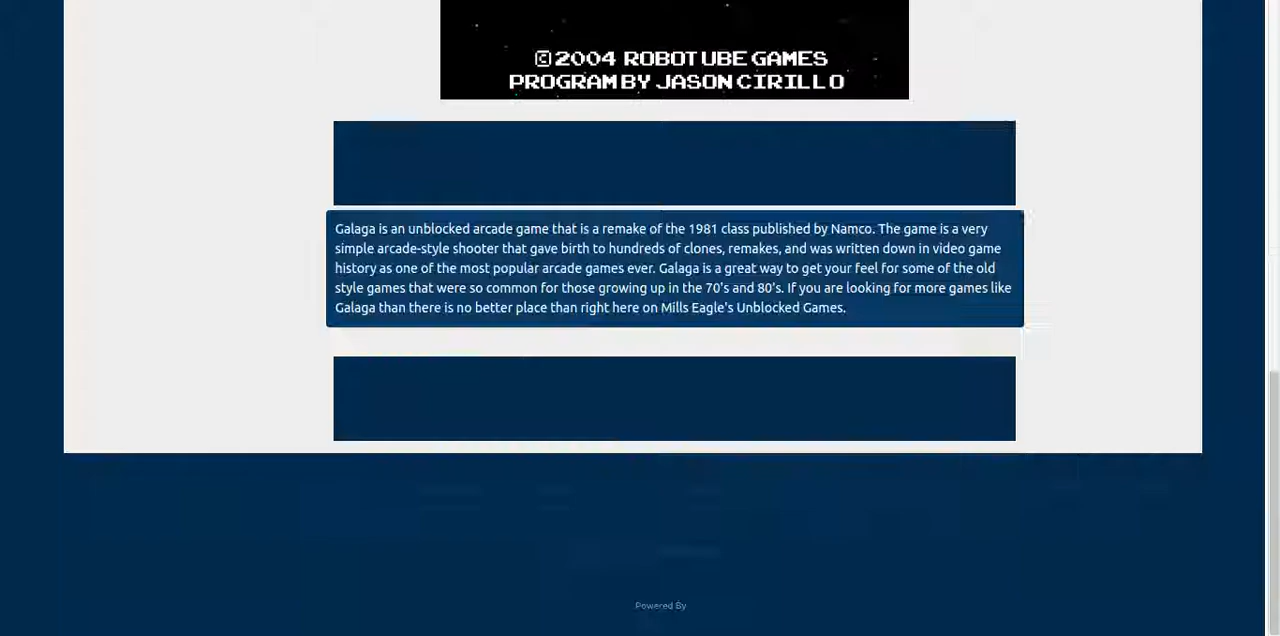 ©2004 ROBOTUBE GAMES
PROGRAM BY JASON CIRILLO
Galaga is an unblocked arcade game that is a remake of the 1981 class published by Namco. The game is a very
simple arcade-style shooter that gave birth to hundreds of clones, remakes, and was written down in video game
history as one of the most popular arcade games ever. Galaga is a great way to get your feel for some of the old
style games that were so common for those growing up in the 70's and 80's. If you are looking for more games like
Galaga than there is no better place than right here on Mills Eagle's Unblocked Games.
Powered By